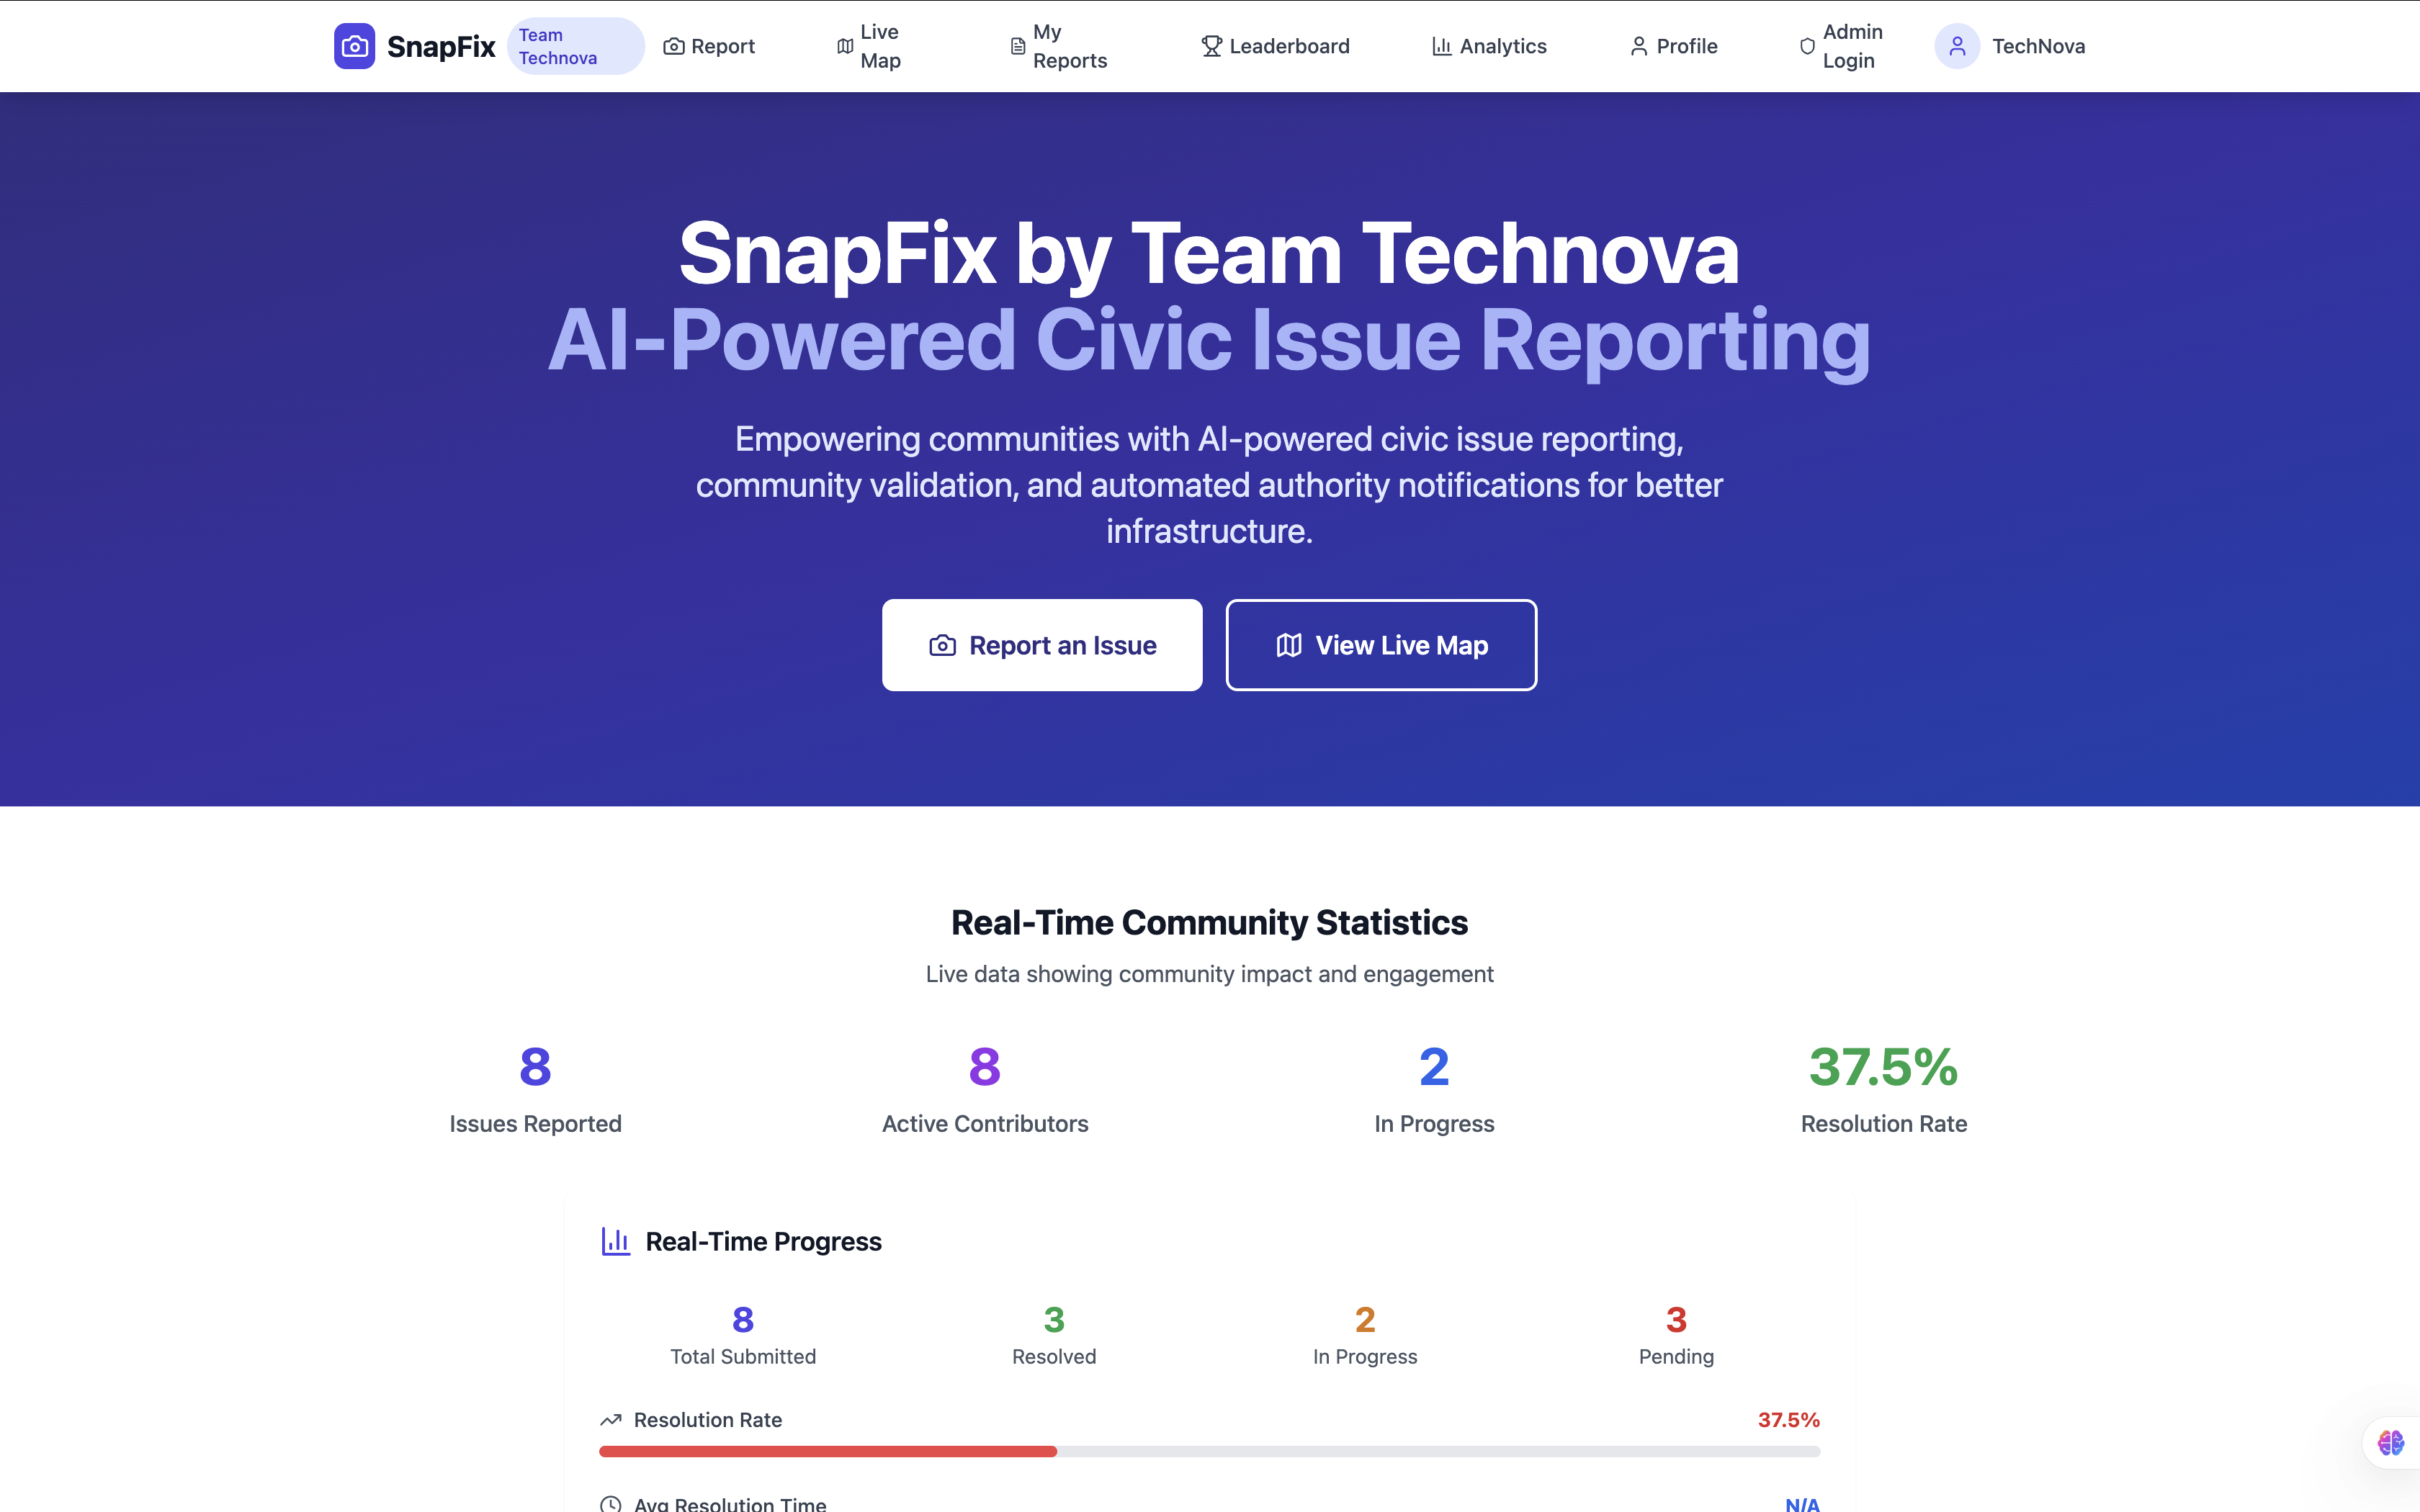 SnapFix
Team
Technova
Report
Live
Map
My
Reports
Leaderboard
Analytics
Profile
Admin
Login
TechNova
SnapFix by Team Technova
AI-Powered Civic Issue Reporting
Empowering communities with AI-powered civic issue reporting,
community validation, and automated authority notifications for better
infrastructure.
Report an Issue
View Live Map
Real-Time Community Statistics
Live data showing community impact and engagement
8
Issues Reported
8
Active Contributors
2
In Progress
37.5%
Resolution Rate
Real-Time Progress
8
Total Submitted
3
Resolved
2
In Progress
3
Pending
Resolution Rate
37.5%
Avg Resolution Time
N/A